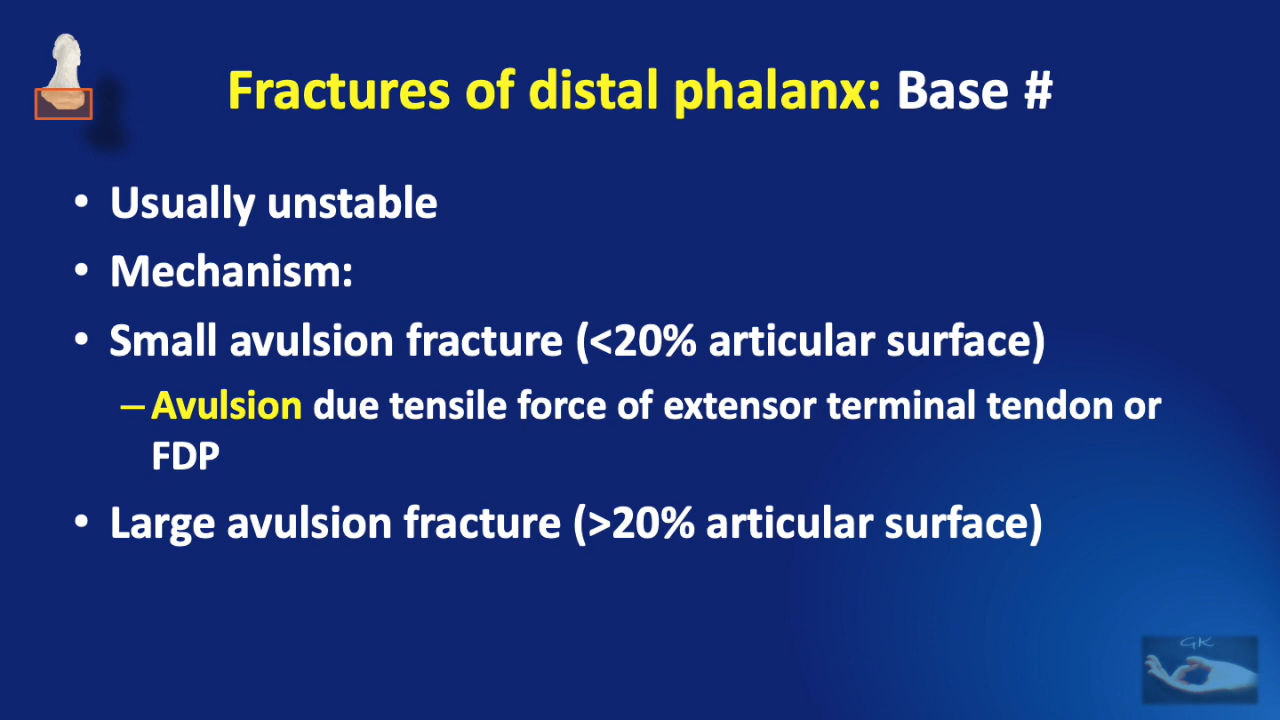 Fractures of distal phalanx: Base #
• Usually unstable
• Mechanism:
• Small avulsion fracture (<20% articular surface)
– Avulsion due tensile force of extensor terminal tendon or
FDP
• Large avulsion fracture (>20% articular surface)
GK